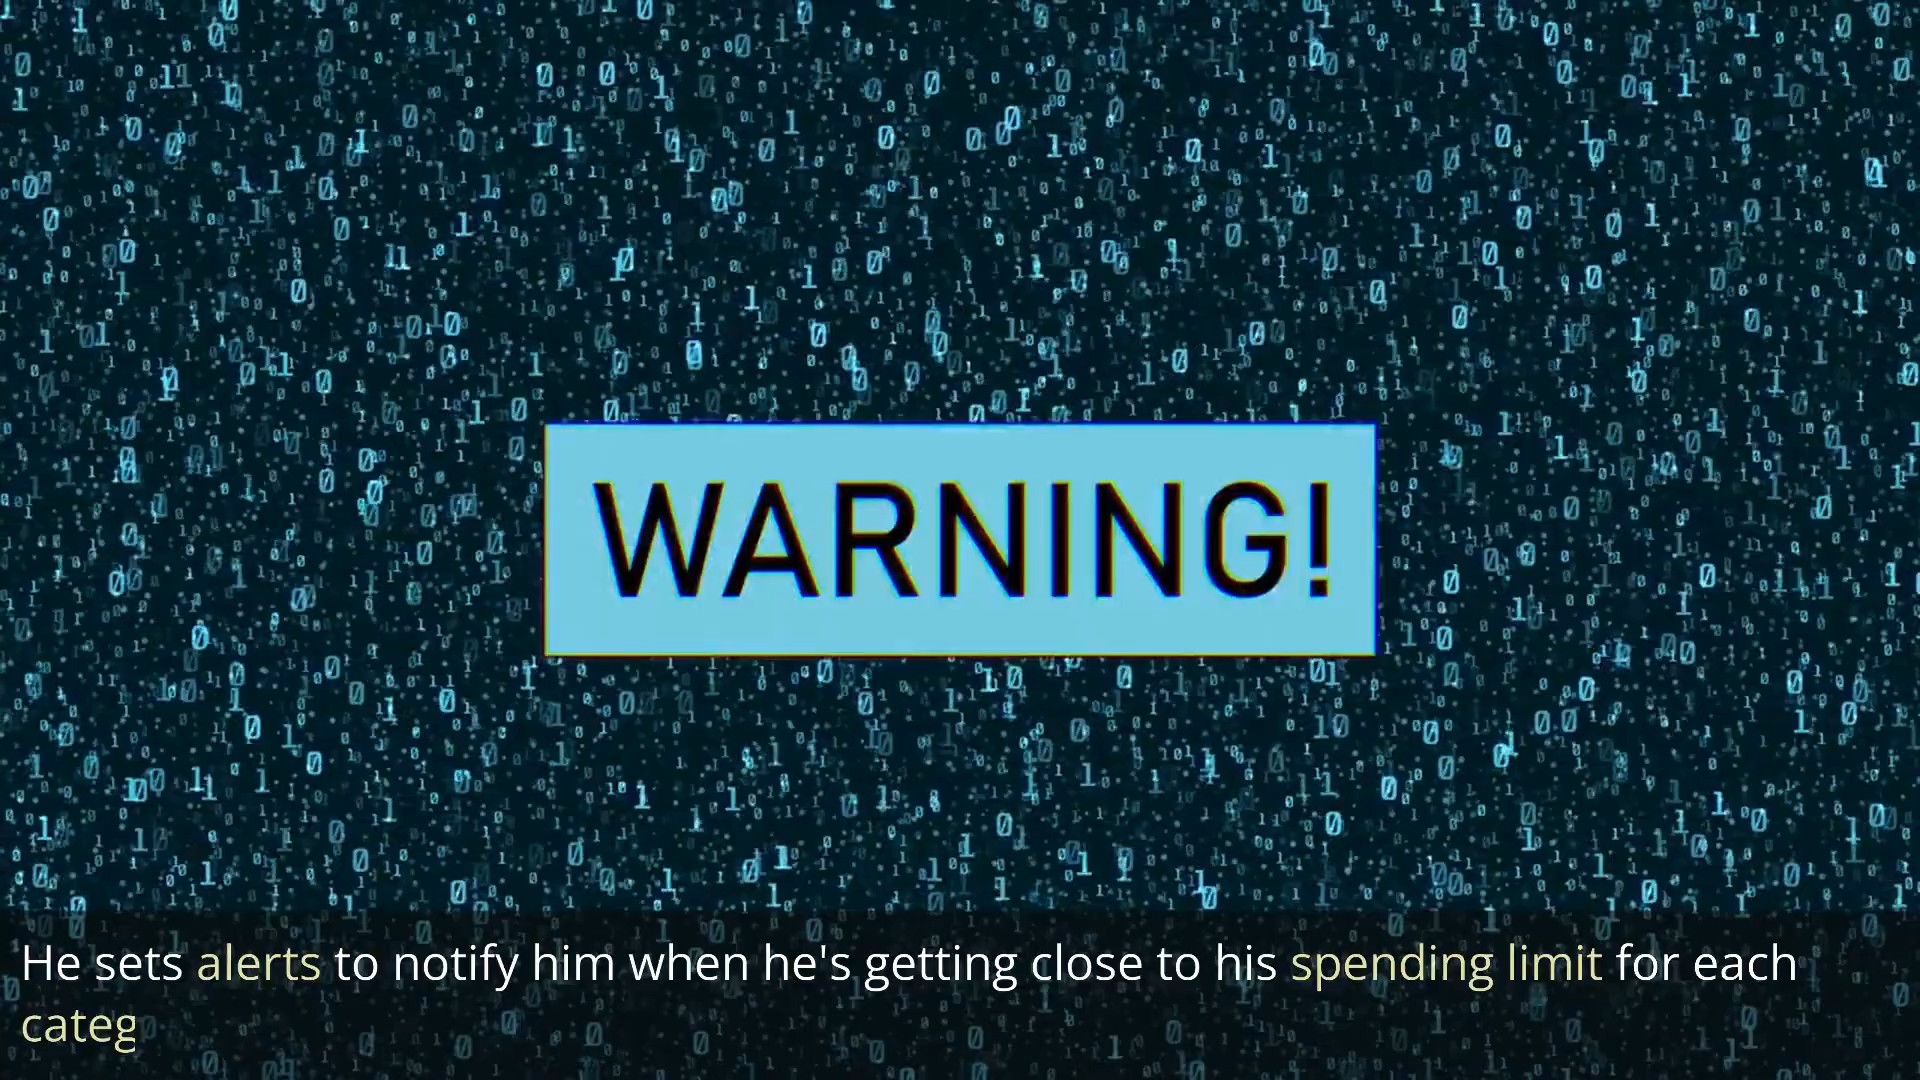 WARNING!
He sets alerts to notify him when he's getting close to his spending limit for each
categ